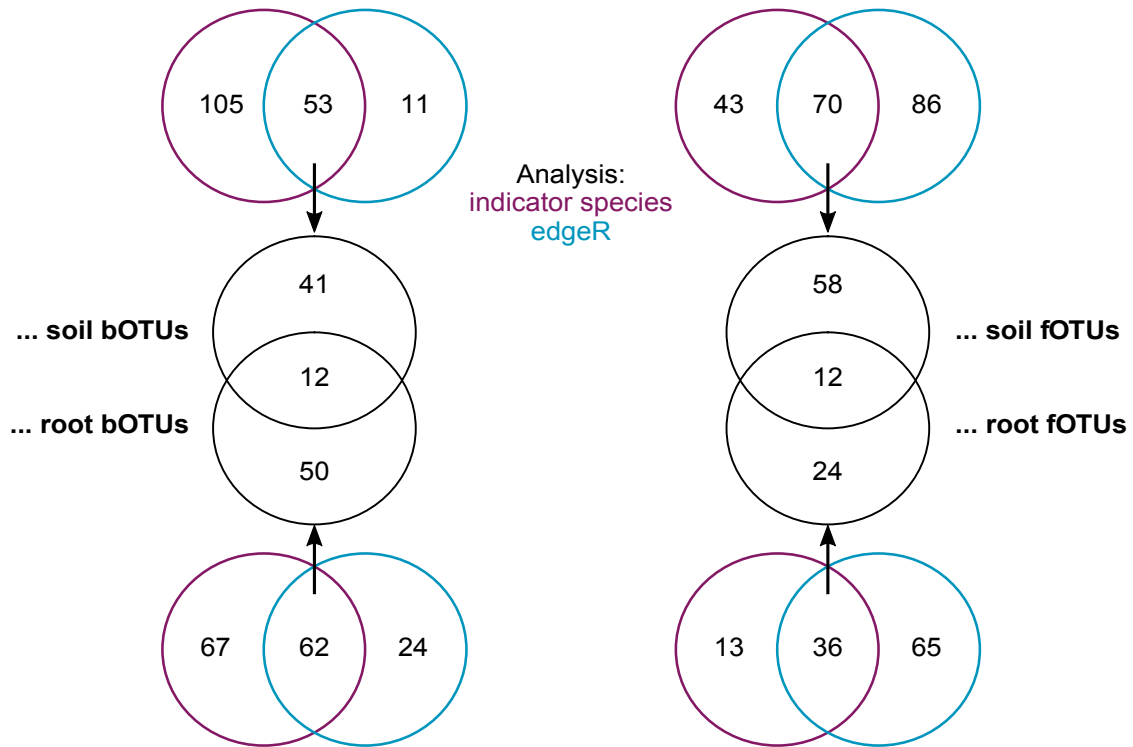 105 53 11
43 70 86
Analysis:
indicator species
edgeR
41
58
... soil bOTUs
... soil fOTUs
12
12
... root bOTUs
... root fOTUs
50
24
67 62 24
13 36 65